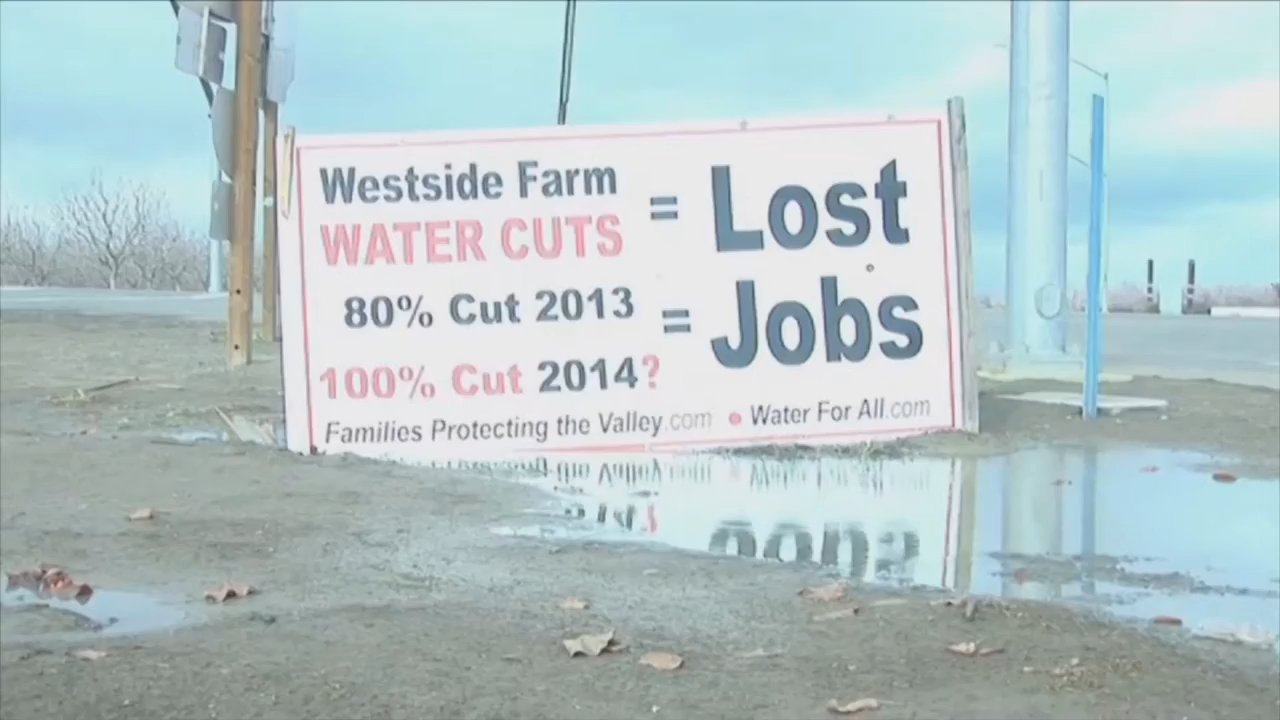 Westside Farm
WATER CUTS
= Lost
80% Cut 2013
100% Cut 2014?
= Jobs
Families Protecting the Valley.com • Water For All.com